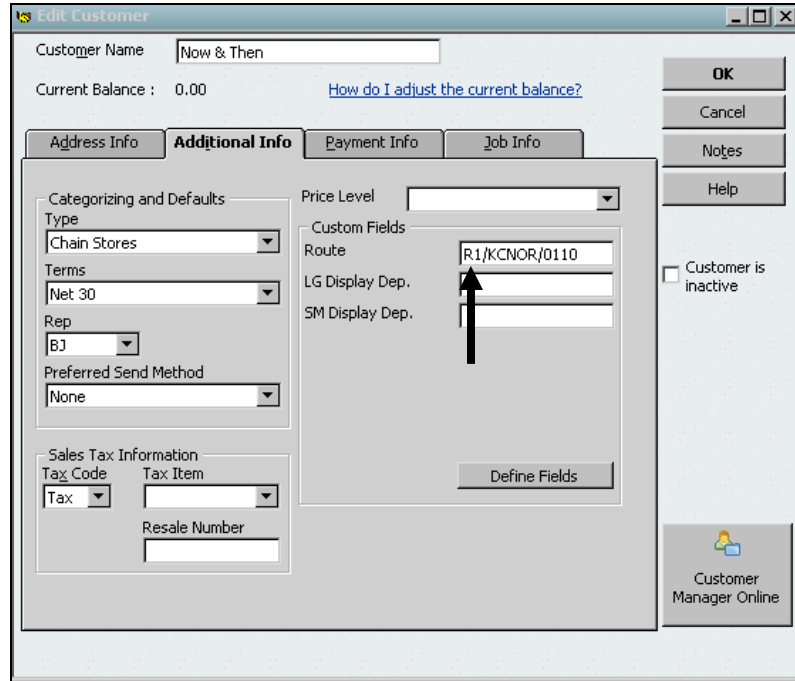 Edit Customer
Customer Name Now & Then
Current Balance : 0.00 How do I adjust the current balance?
OK
Cancel
Notes
Help
Customer is
inactive
Address Info Additional Info Payment Info Job Info
Categorizing and Defaults
Type
Chain Stores
Terms
Net 30
Rep
BJ
Preferred Send Method
None
Sales Tax Information
Tax Code Tax Item
Tax
Resale Number
Price Level
Custom Fields
Route R1/KCNOR/0110
LG Display Dep.
SM Display Dep.
Define Fields
Customer
Manager Online